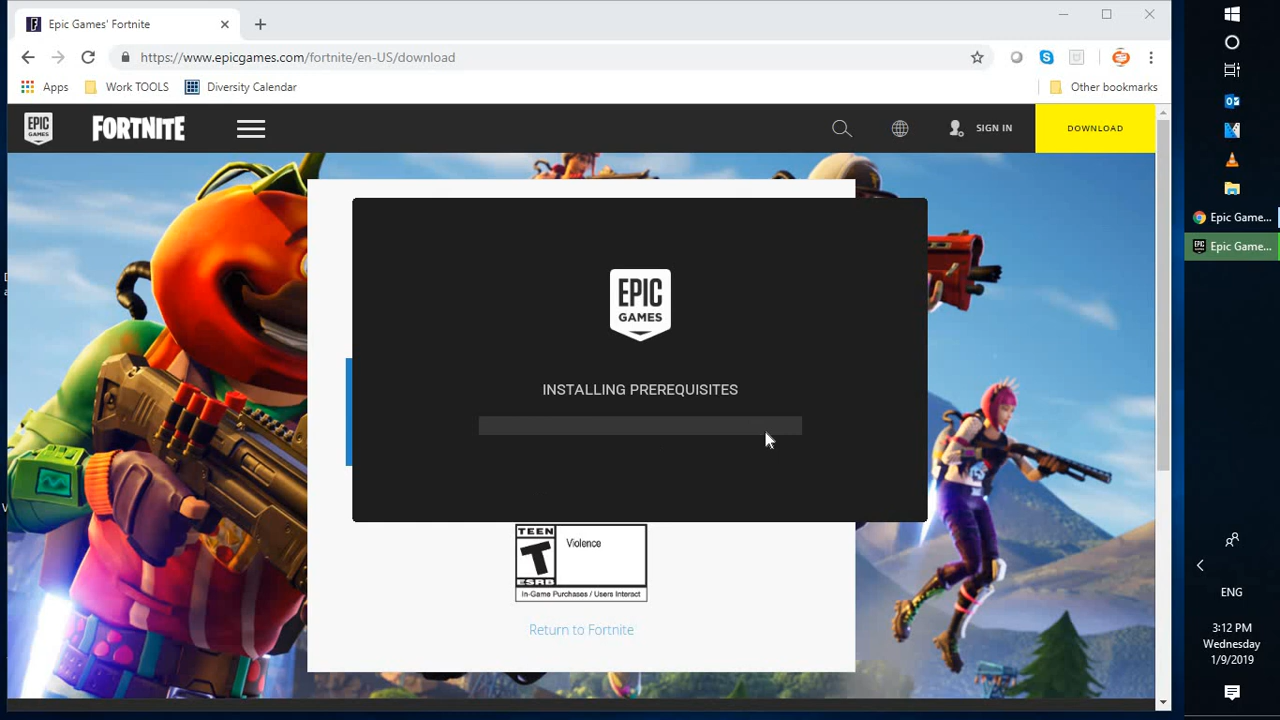 Epic Games' Fortnite
https://www.epicgames.com/fortnite/en-US/download
Apps
Work TOOLS
Diversity Calendar
Other bookmarks
EPIC GAMES
FORTNITE
SIGN IN
DOWNLOAD
EPIC
GAMES
INSTALLING PREREQUISITES
TEEN
T
ESRB
Violence
In-Game Purchases / Users Interact
Return to Fortnite
Epic Game...
Epic Game...
ENG
3:12 PM
Wednesday
1/9/2019